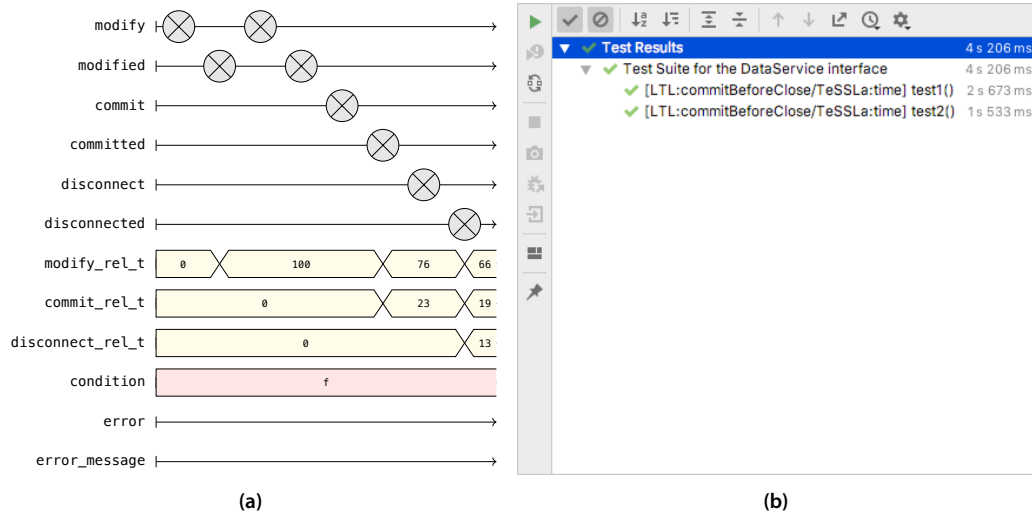 modify
modified
commit
committed
disconnect
disconnected
modify_rel_t 0 100 76 66
commit_rel_t 0 23 19
disconnect_rel_t 0 13
condition f
error
error_message
(a)
Test Results 4 s 206 ms
Test Suite for the DataService interface 4 s 206 ms
[LTL:commitBeforeClose/TeSSLa:time] test1() 2 s 673 ms
[LTL:commitBeforeClose/TeSSLa:time] test2() 1 s 533 ms
(b)